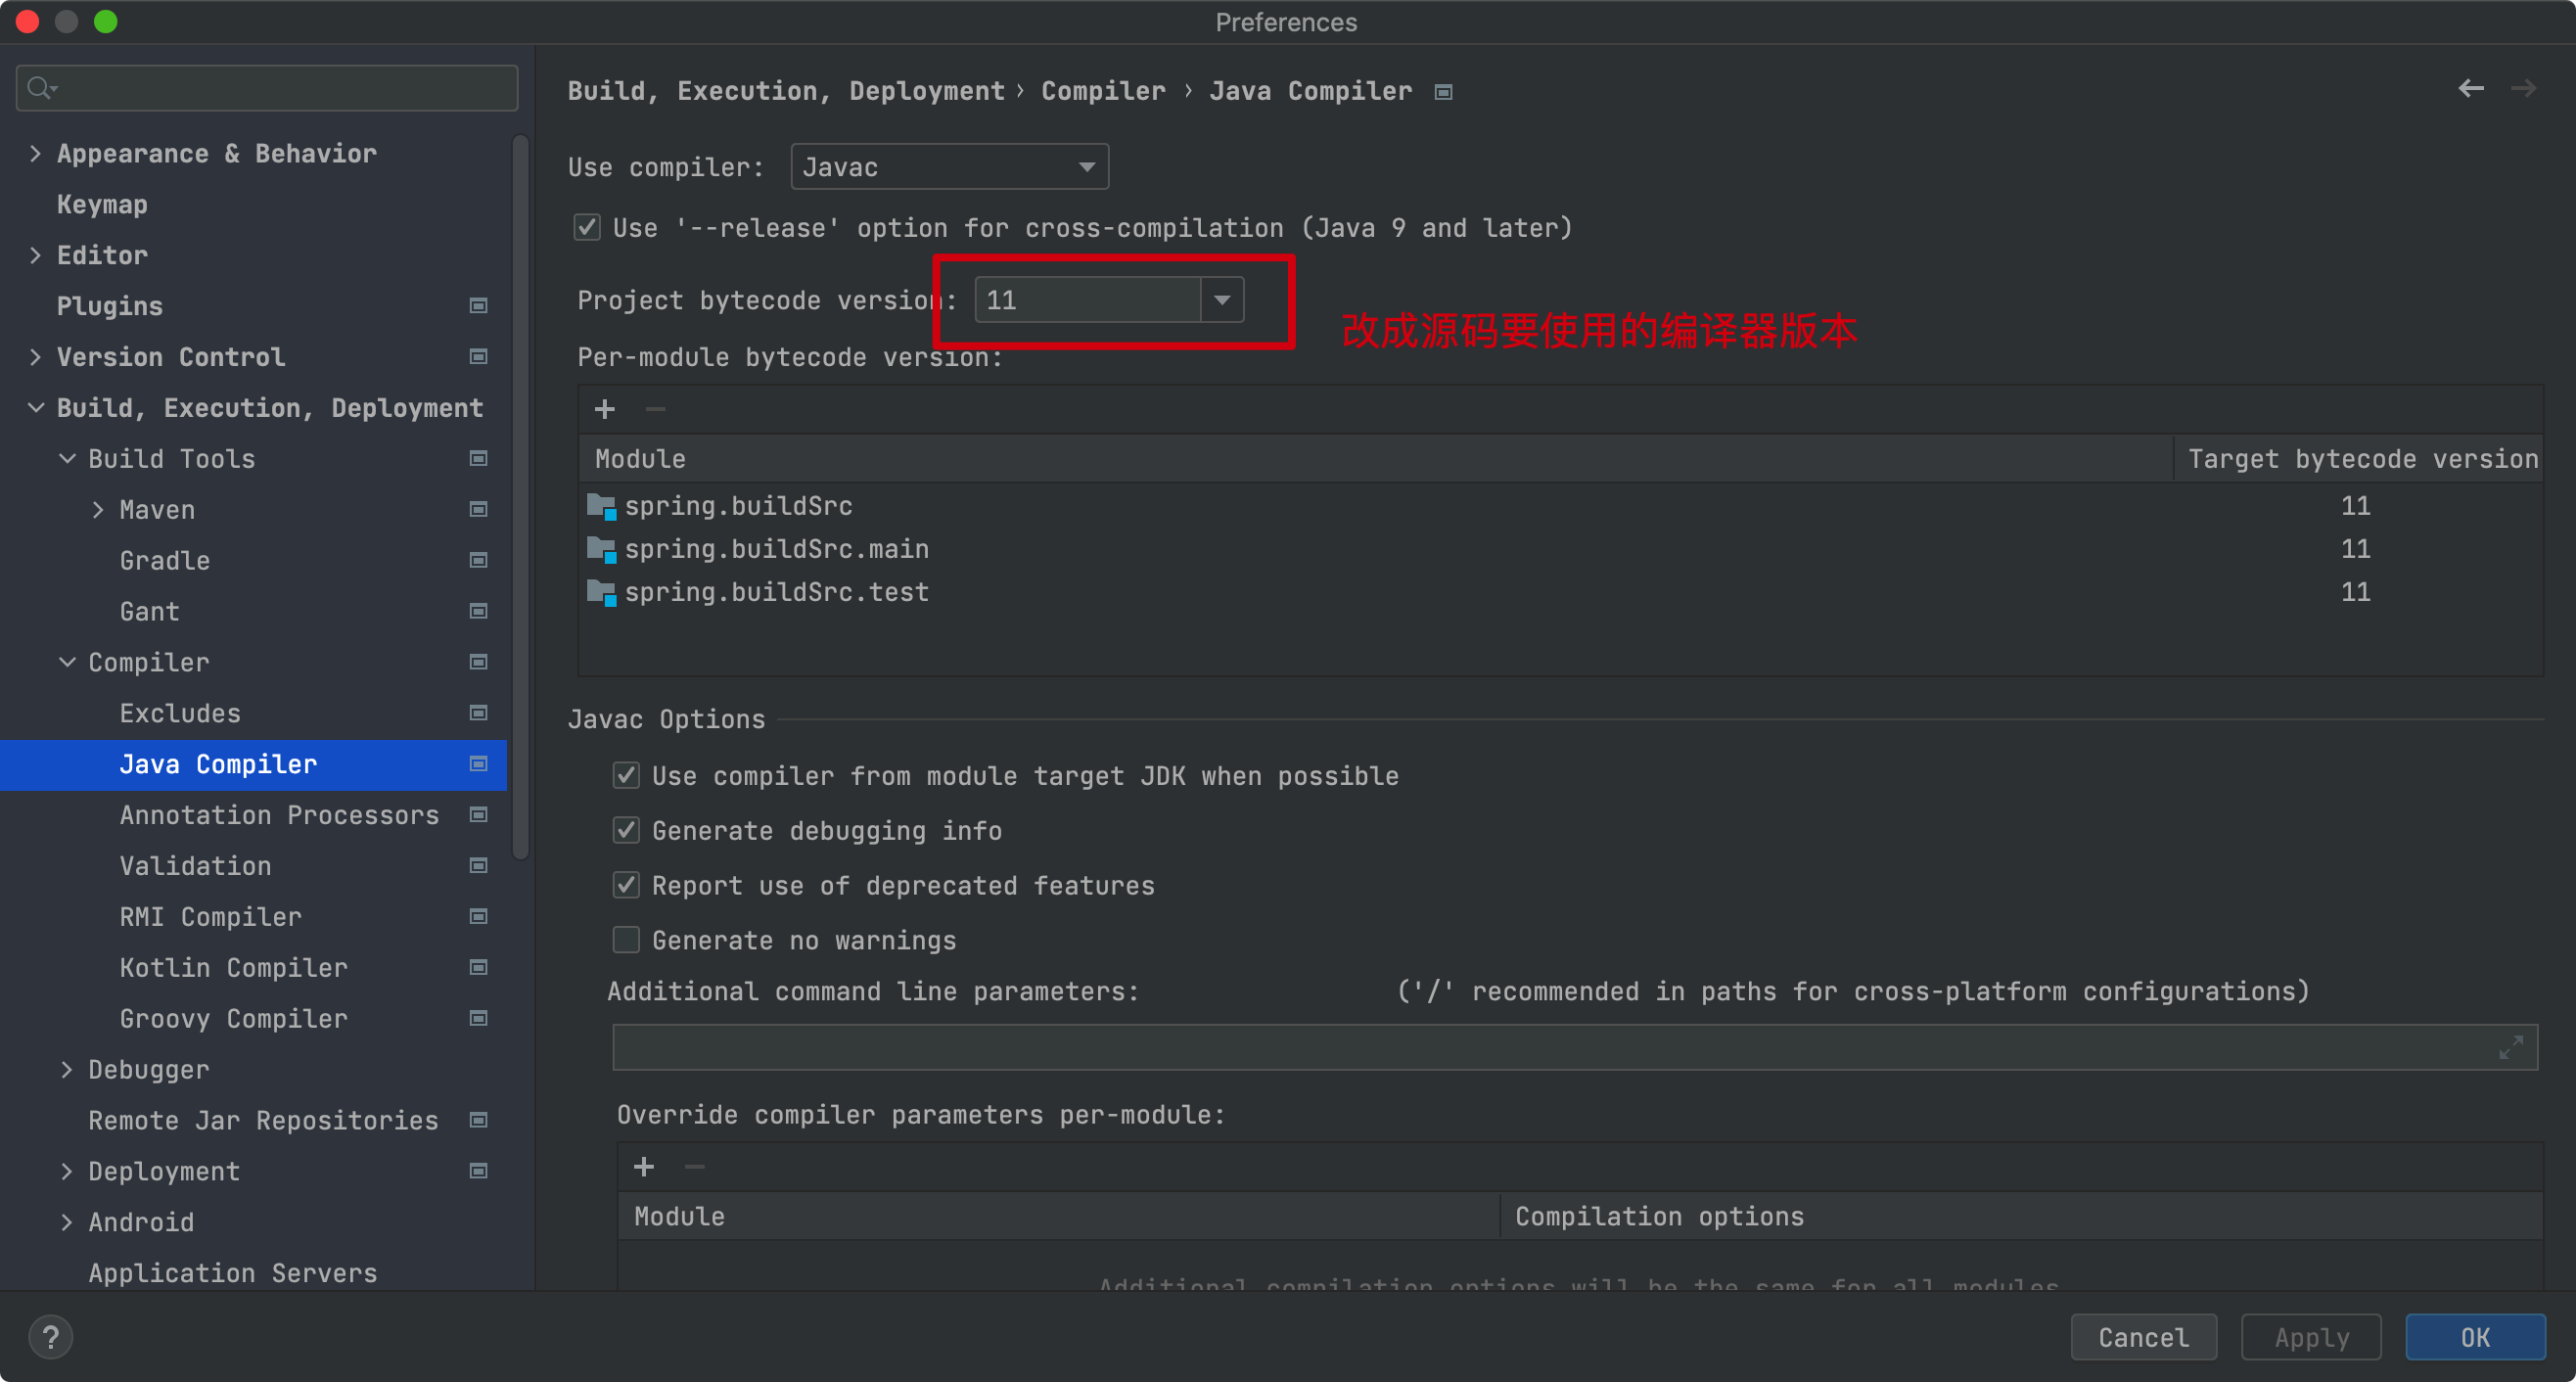 Preferences
Build, Execution, Deployment › Compiler › Java Compiler
Appearance & Behavior
Keymap
Editor
Plugins
Version Control
Build, Execution, Deployment
Build Tools
Maven
Gradle
Gant
Compiler
Excludes
Java Compiler
Annotation Processors
Validation
RMI Compiler
Kotlin Compiler
Groovy Compiler
Debugger
Remote Jar Repositories
Deployment
Android
Application Servers
Use compiler: Javac
Use '--release' option for cross-compilation (Java 9 and later)
Project bytecode version: 11
改成源码要使用的编译器版本
Per-module bytecode version:
Module Target bytecode version
spring.buildSrc 11
spring.buildSrc.main 11
spring.buildSrc.test 11
Javac Options
Use compiler from module target JDK when possible
Generate debugging info
Report use of deprecated features
Generate no warnings
Additional command line parameters: ('/' recommended in paths for cross-platform configurations)
Override compiler parameters per-module:
Module Compilation options
Additional compilation options will be the same for all modules
? Cancel Apply OK